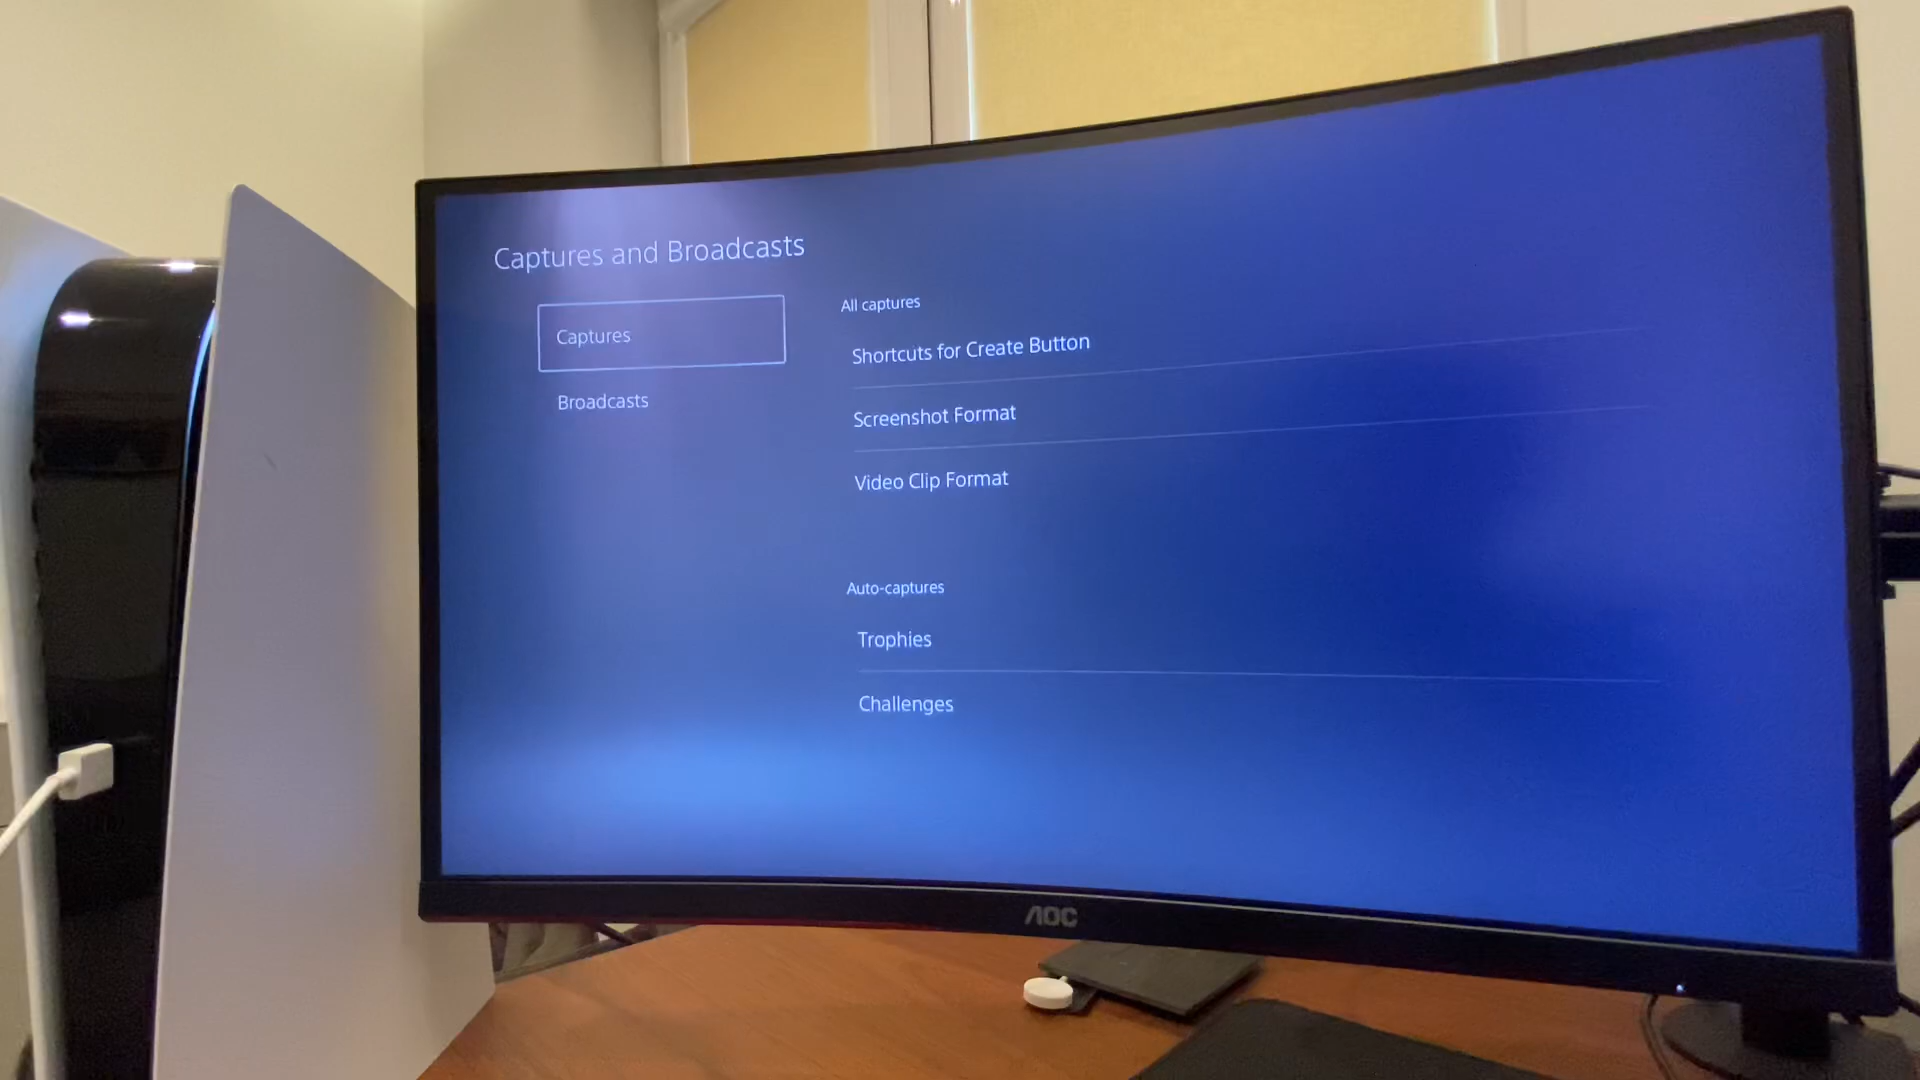 Captures and Broadcasts
Captures
Broadcasts
All captures
Shortcuts for Create Button
Screenshot Format
Video Clip Format
Auto-captures
Trophies
Challenges
AOC